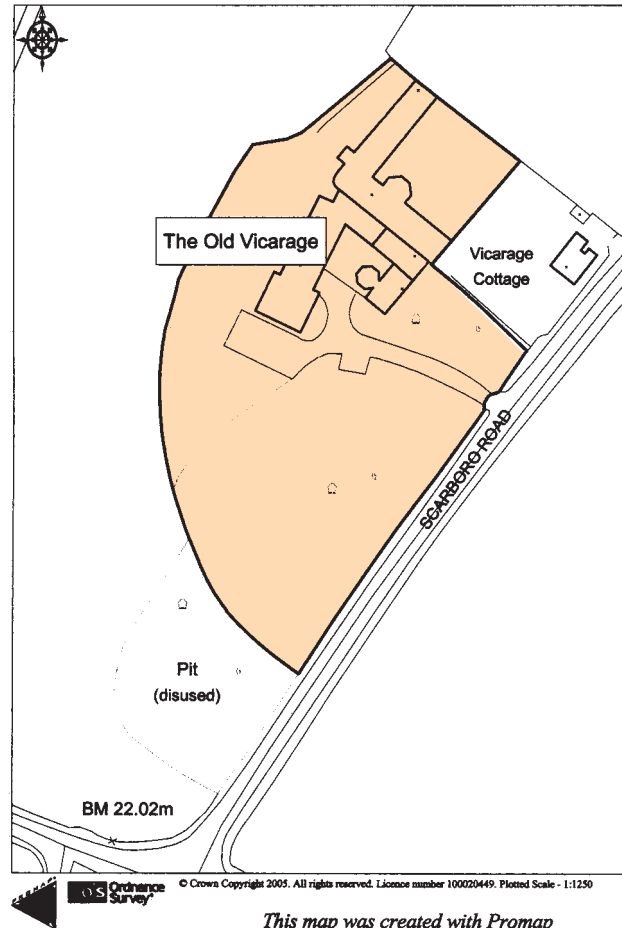 The Old Vicarage
Vicarage
Cottage
SCARBORO ROAD
Pit
(disused)
BM 22.02m
OS Ordnance
Survey
© Crown Copyright 2005. All rights reserved. Licence number 100020449. Plotted Scale - 1:1250
This map was created with Promap